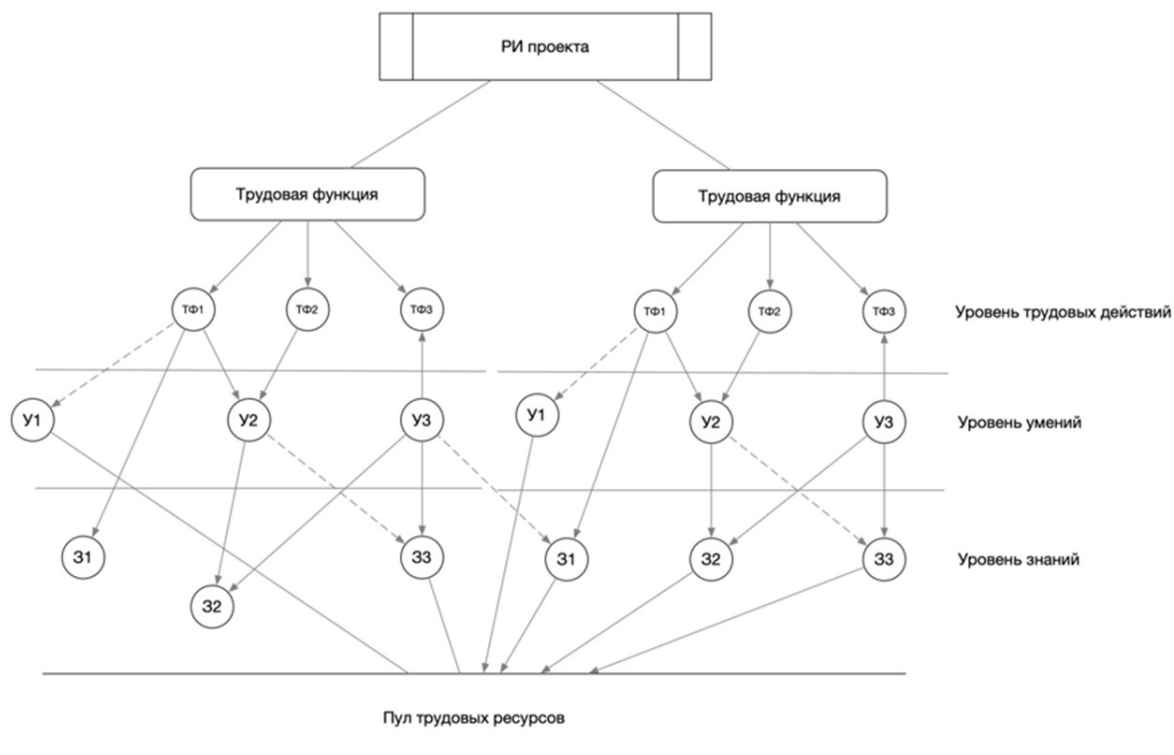 РИ проекта
Трудовая функция
Трудовая функция
ТФ1
ТФ2
ТФ3
ТФ1
ТФ2
ТФ3
Уровень трудовых действий
У1
У2
У3
У1
У2
У3
Уровень умений
З1
З2
З3
З1
З2
З3
Уровень знаний
Пул трудовых ресурсов